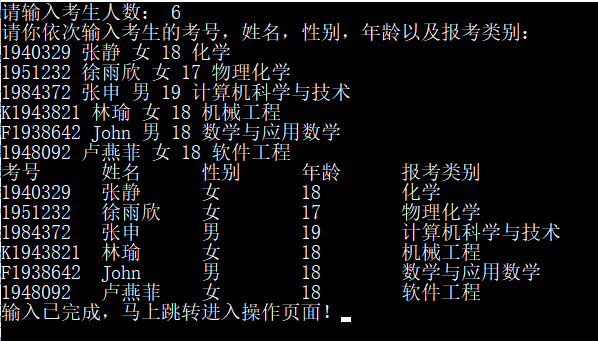 请输入考生人数: 6
请你依次输入考生的考号，姓名，性别，年龄以及报考类别:
1940329 张静 女 18 化学
1951232 徐雨欣 女 17 物理化学
1984372 张申 男 19 计算机科学与技术
K1943821 林瑜 女 18 机械工程
F1938642 John 男 18 数学与应用数学
1948092 卢燕菲 女 18 软件工程
考号 姓名 性别 年龄 报考类别
1940329 张静 女 18 化学
1951232 徐雨欣 女 17 物理化学
1984372 张申 男 19 计算机科学与技术
K1943821 林瑜 女 18 机械工程
F1938642 John 男 18 数学与应用数学
1948092 卢燕菲 女 18 软件工程
输入已完成，马上跳转进入操作页面!